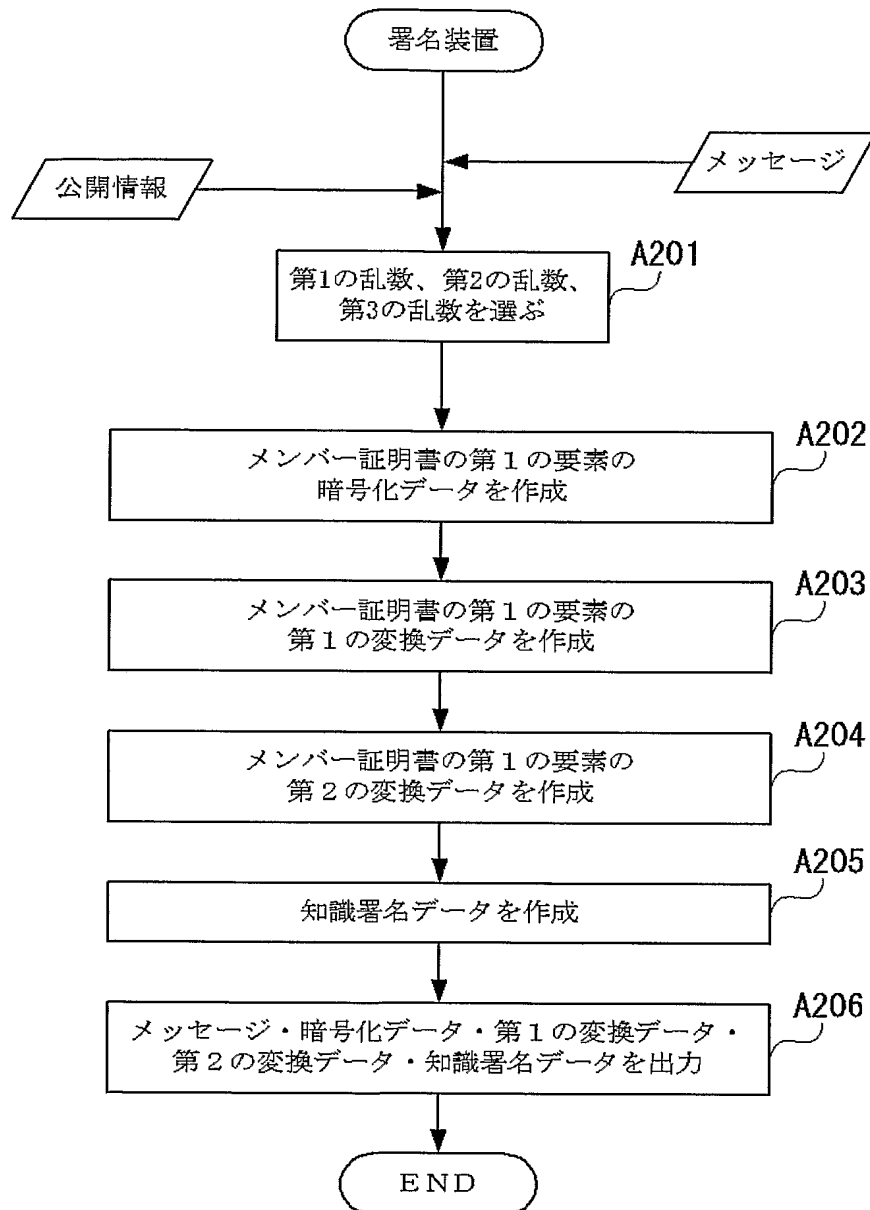 署名装置
メッセージ
公開情報
A201
第1の乱数、第2の乱数、
第3の乱数を選ぶ
A202
メンバー証明書の第１の要素の
暗号化データを作成
A203
メンバー証明書の第１の要素の
第１の変換データを作成
A204
メンバー証明書の第１の要素の
第２の変換データを作成
A205
知識署名データを作成
A206
メッセージ・暗号化データ・第１の変換データ・
第２の変換データ・知識署名データを出力
ＥＮＤ